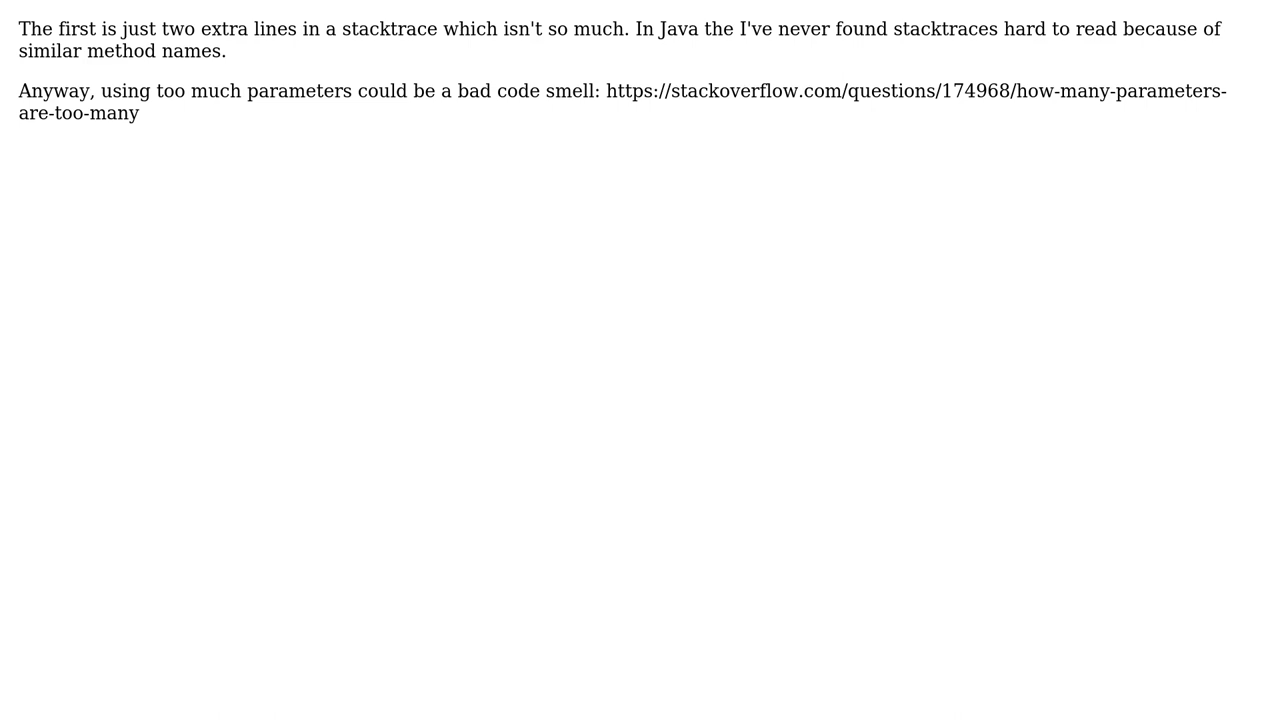 The first is just two extra lines in a stacktrace which isn't so much. In Java the I've never found stacktraces hard to read because of
similar method names.
Anyway, using too much parameters could be a bad code smell: https://stackoverflow.com/questions/174968/how-many-parameters-
are-too-many